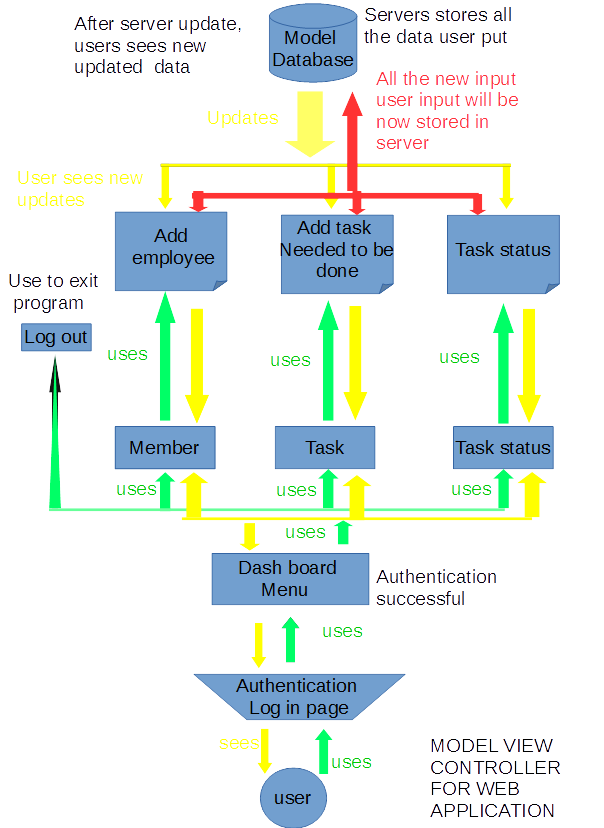 After server update,
users sees new
updated data
Model
Database
Servers stores all
the data user put
Updates
All the new input
user input will be
now stored in
server
User sees new
updates
Add
employee
Add task
Needed to be
done
Task status
Use to exit
program
Log out
uses
uses
uses
Member
Task
Task status
uses
uses
uses
uses
Dash board
Menu
Authentication
successful
uses
Authentication
Log in page
sees
uses
user
MODEL VIEW
CONTROLLER
FOR WEB
APPLICATION